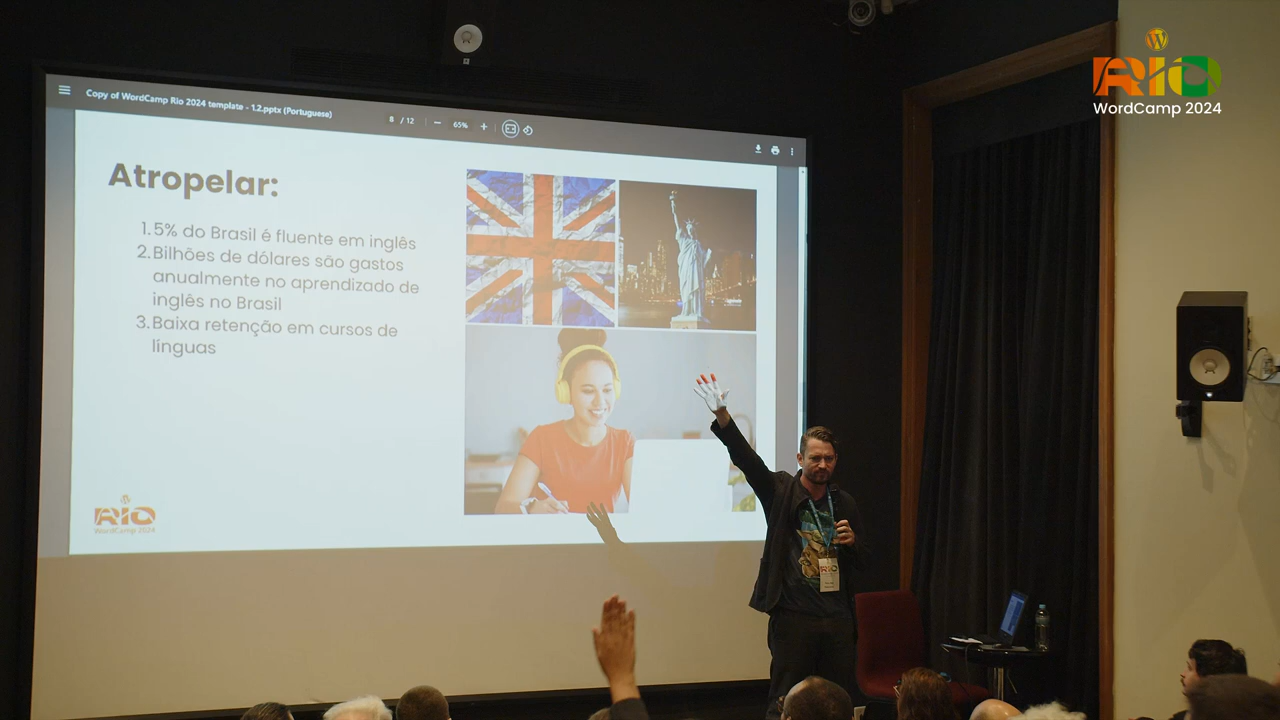 Copy of WordCamp Rio 2024 template - 1.2.pptx (Portuguese)
8 / 12
65%
Atropelar:
1.5% do Brasil é fluente em inglês
2.Bilhões de dólares são gastos
anualmente no aprendizado de
inglês no Brasil
3.Baixa retenção em cursos de
línguas
RIO
WordCamp 2024
RIO
WordCamp 2024
RIO